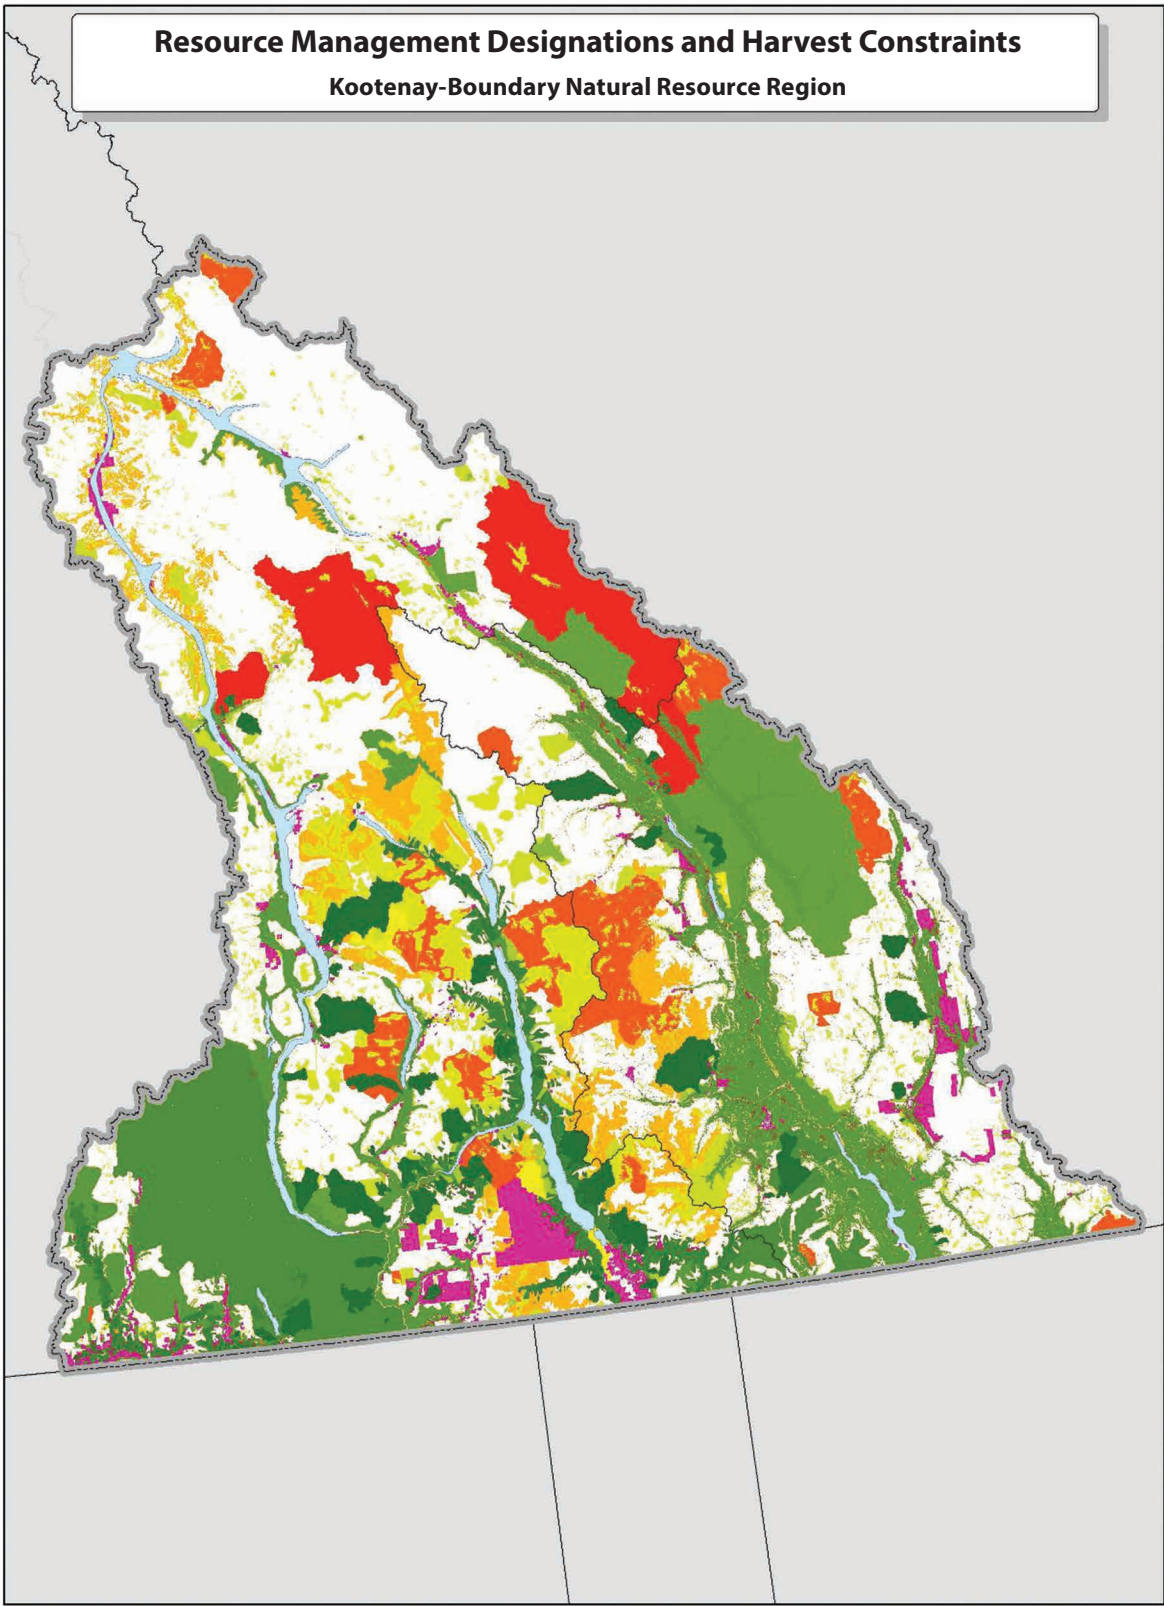 Resource Management Designations and Harvest Constraints
Kootenay-Boundary Natural Resource Region